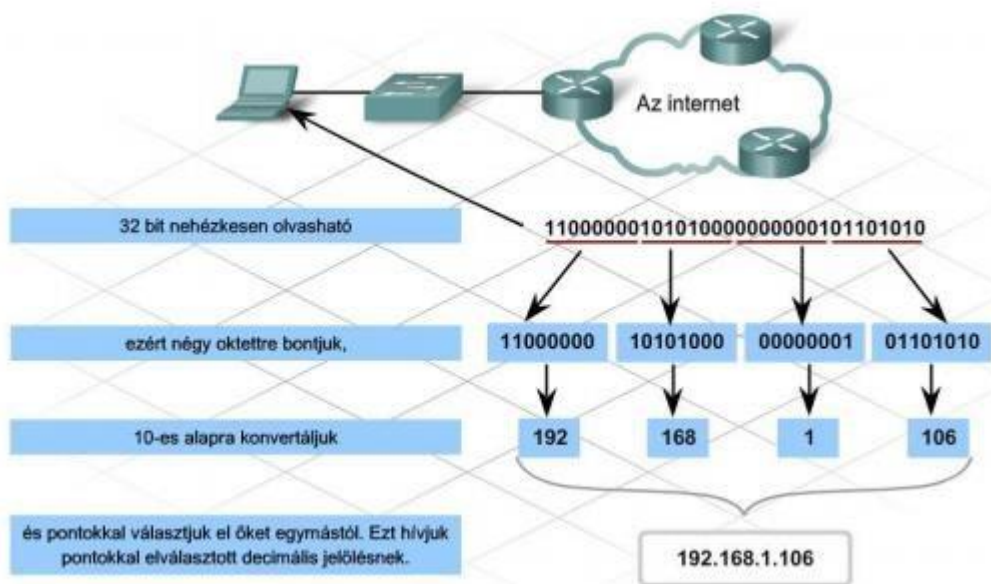 Az internet
32 bit nehézkesen olvasható
11000000101010000000000101101010
ezért négy oktettre bontjuk,
11000000 10101000 00000001 01101010
10-es alapra konvertáljuk
192 168 1 106
és pontokkal választjuk el őket egymástól. Ezt hívjuk
pontokkal elválasztott decimális jelölésnek.
192.168.1.106